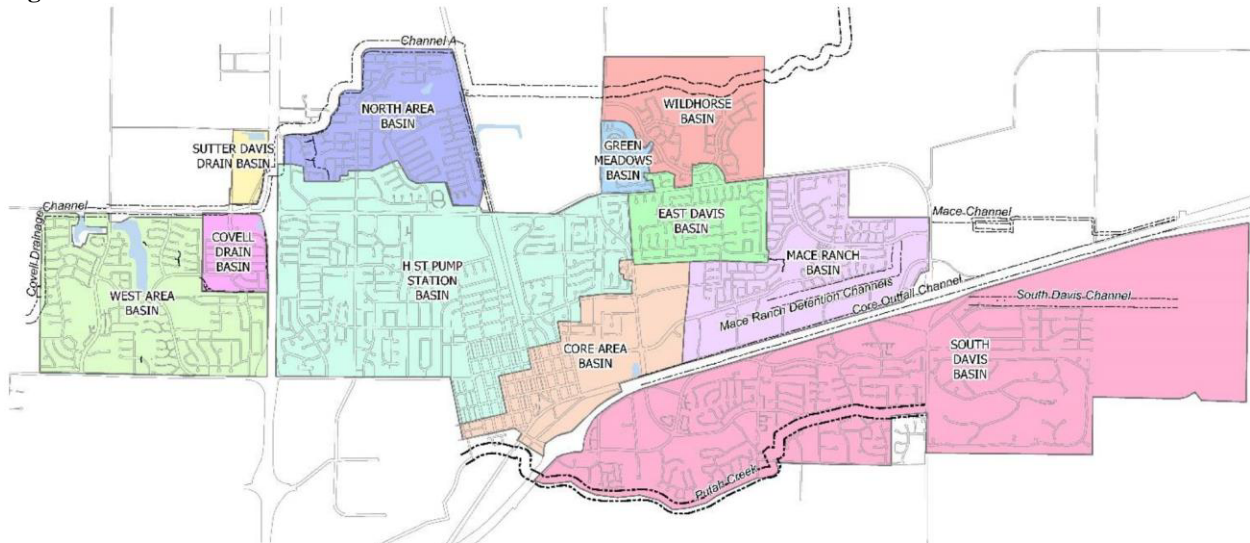 Channel A
NORTH AREA
BASIN
WILDHORSE
BASIN
SUTTER DAVIS
DRAIN BASIN
GREEN
MEADOWS
BASIN
Covell Drainage
Channel
COVELL
DRAIN
BASIN
WEST AREA
BASIN
H ST PUMP
STATION
BASIN
EAST DAVIS
BASIN
MACE RANCH
BASIN
Mace Channel
Mace Ranch Detention Channels
Core Outfall Channel
South Davis Channel
CORE AREA
BASIN
SOUTH
DAVIS
BASIN
Putah Creek